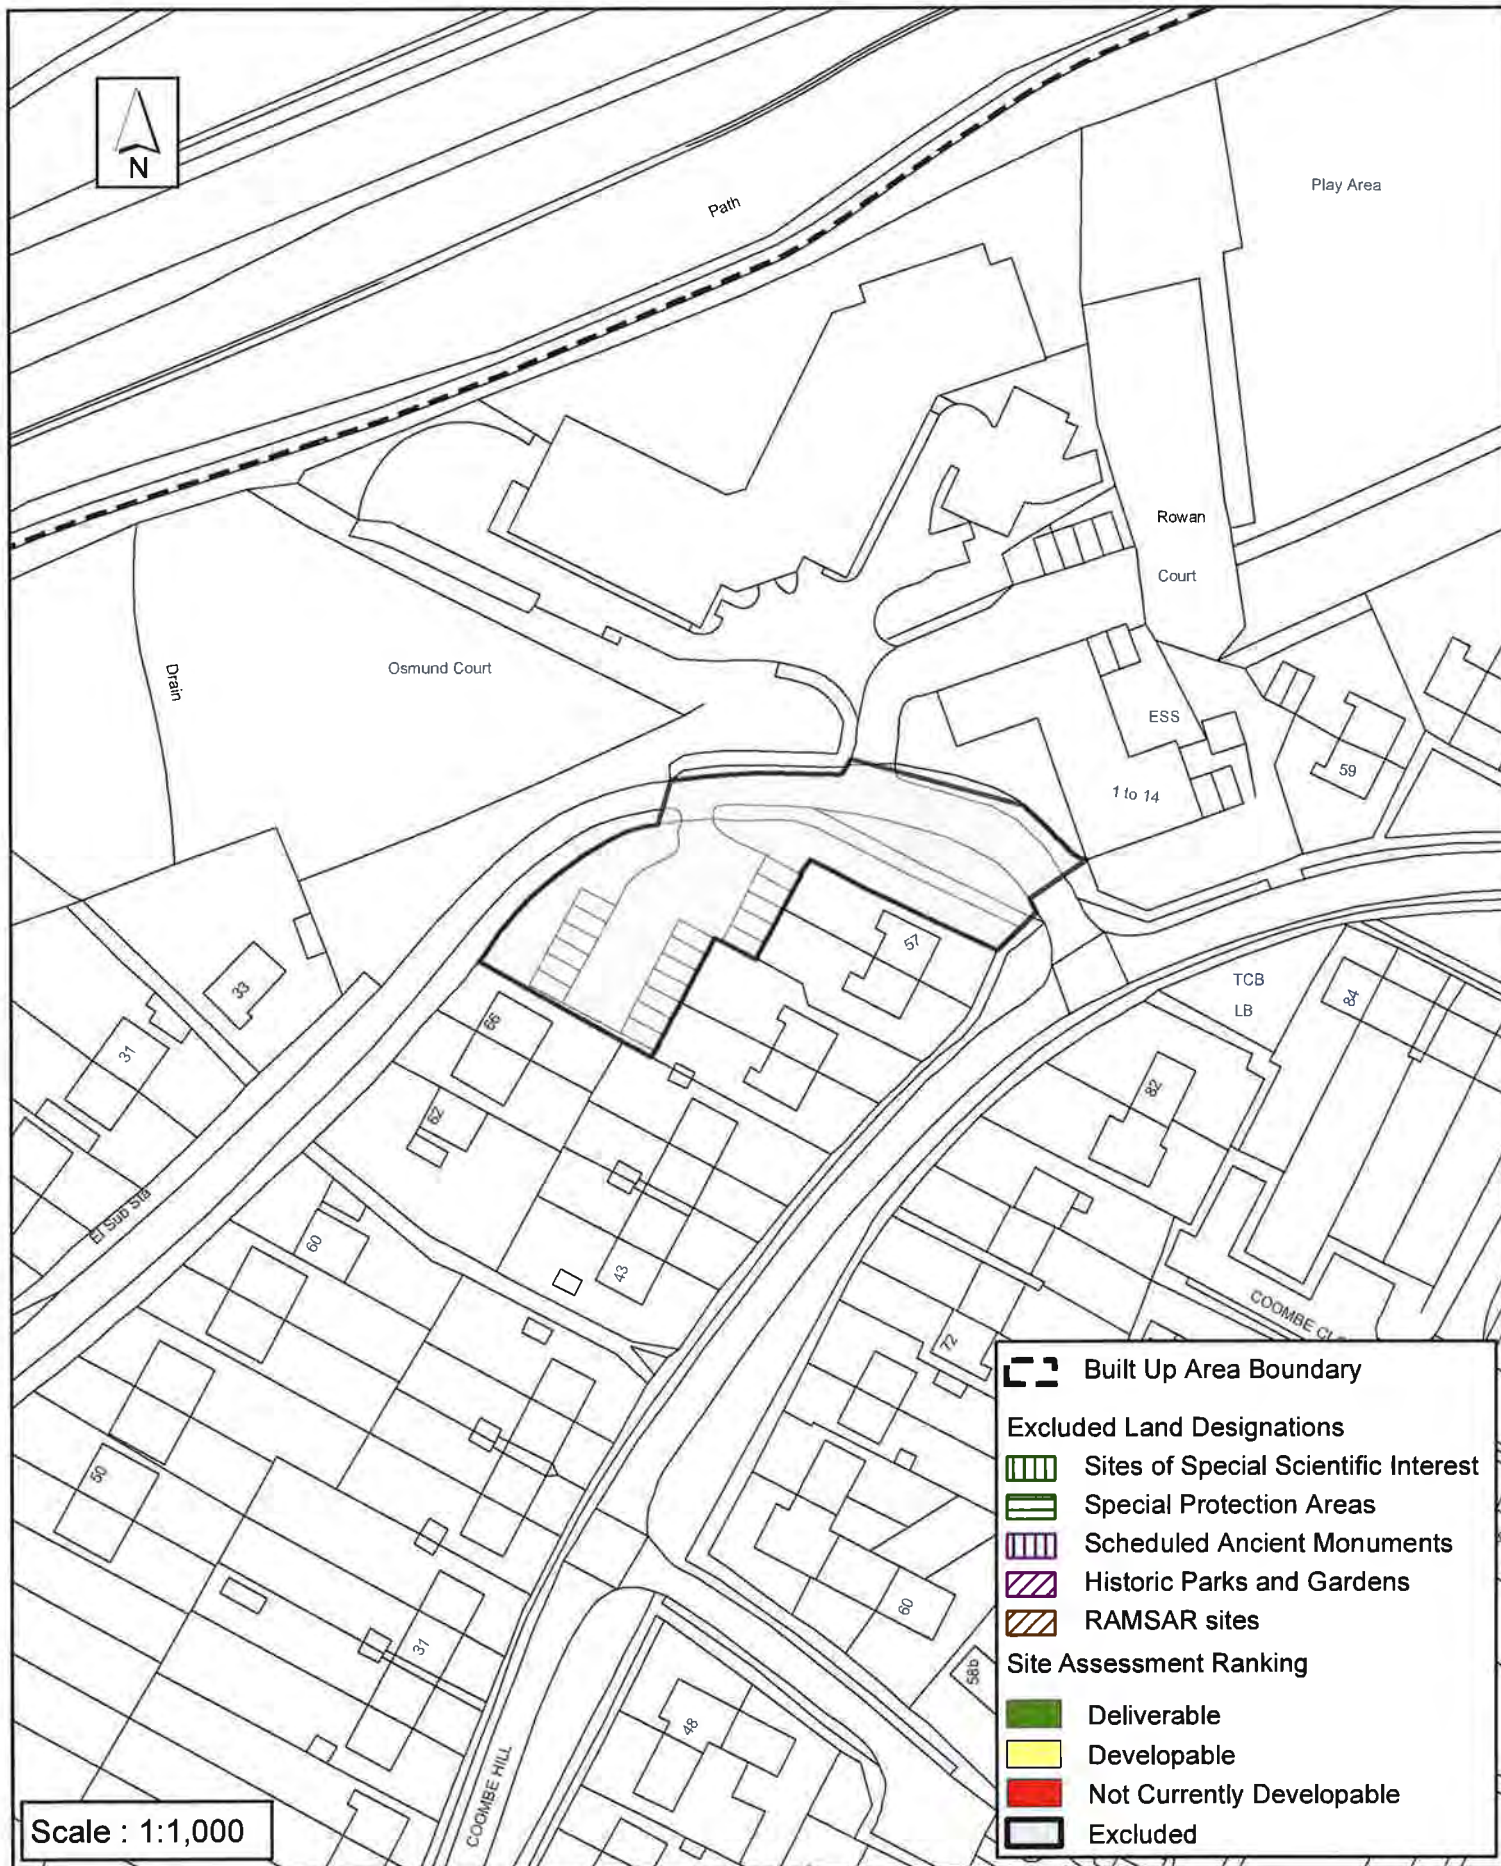 N
Path
Play Area
Rowan
Court
Drain
Osmund Court
ESS
1 to 14
59
57
33
31
66
62
TCB
LB
84
82
El Sub Sta
60
43
72
COOMBE CL
50
31
60
58b
48
COOMBE HILL
Built Up Area Boundary
Excluded Land Designations
Sites of Special Scientific Interest
Special Protection Areas
Scheduled Ancient Monuments
Historic Parks and Gardens
RAMSAR sites
Site Assessment Ranking
Deliverable
Developable
Not Currently Developable
Excluded
Scale : 1:1,000